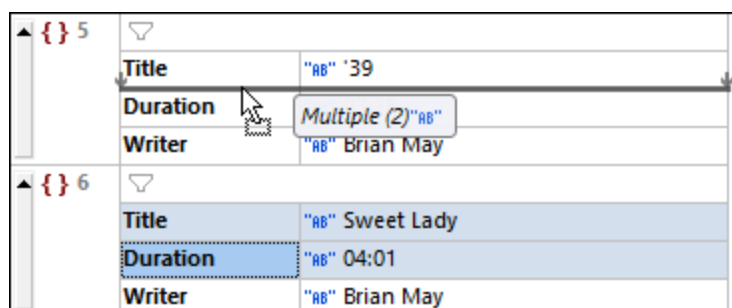 { } 5
Title "AB" '39
Duration
Multiple (2)"AB"
Writer "AB" Brian May
{ } 6
Title "AB" Sweet Lady
Duration "AB" 04:01
Writer "AB" Brian May